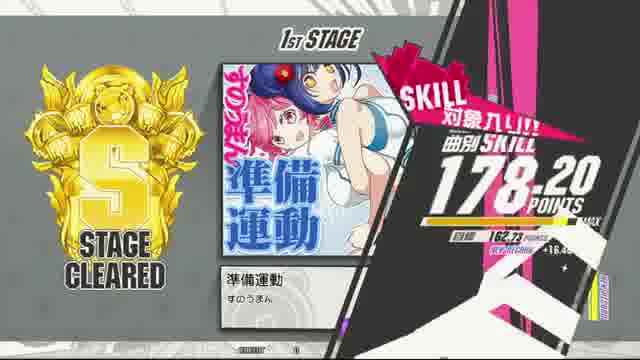 1ST STAGE
S
STAGE
CLEARED
すのうまん
準備
運動
準備運動
すのうまん
SKILL
対象入り!!
曲別SKILL
178.20
POINTS
MAX
目標 162.73 POINTS